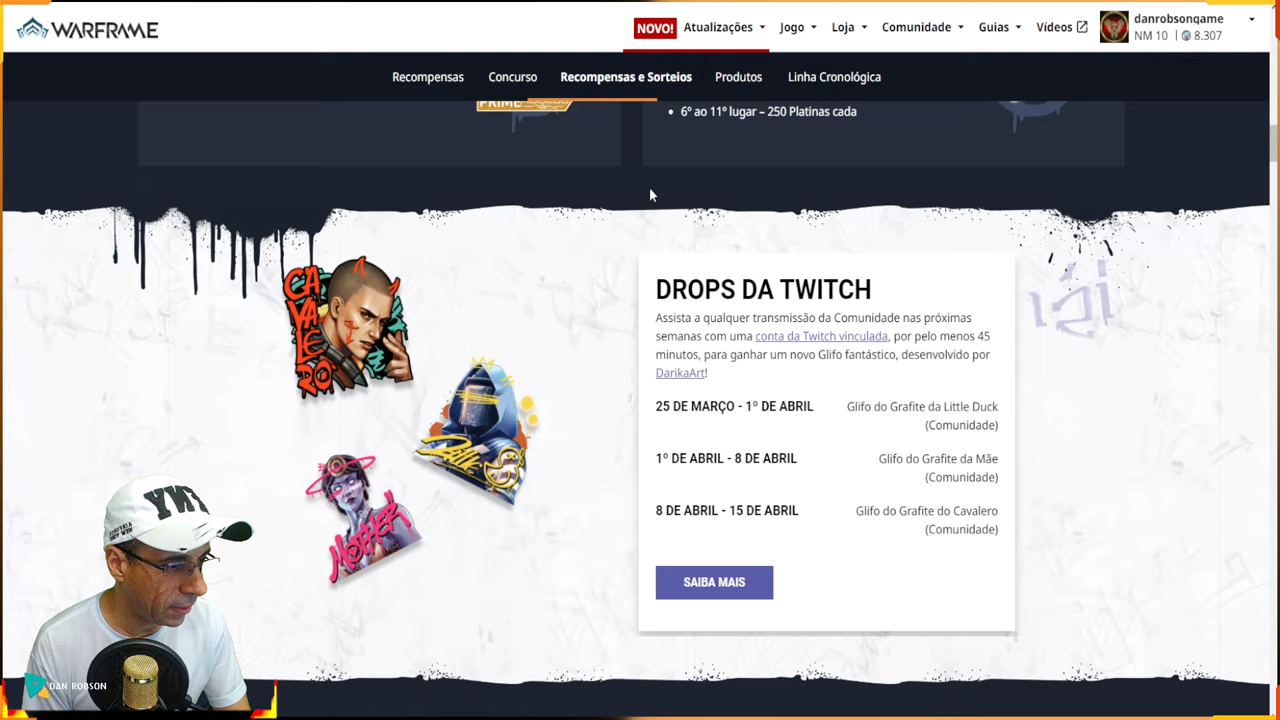 WARFRAME
NOVO! Atualizações
Jogo
Loja
Comunidade
Guias
Vídeos
danrobsongame
NM 10 | 8.307
Recompensas
Concurso
Recompensas e Sorteios
Produtos
Linha Cronológica
PRIME
6º ao 11º lugar – 250 Platinas cada
CAVALERO
MOTHER
DROPS DA TWITCH
Assista a qualquer transmissão da Comunidade nas próximas
semanas com uma conta da Twitch vinculada, por pelo menos 45
minutos, para ganhar um novo Glifo fantástico, desenvolvido por
DarikaArt!
25 DE MARÇO - 1º DE ABRIL
Glifo do Grafite da Little Duck
(Comunidade)
1º DE ABRIL - 8 DE ABRIL
Glifo do Grafite da Mãe
(Comunidade)
8 DE ABRIL - 15 DE ABRIL
Glifo do Grafite do Cavalero
(Comunidade)
SAIBA MAIS
DAN ROBSON